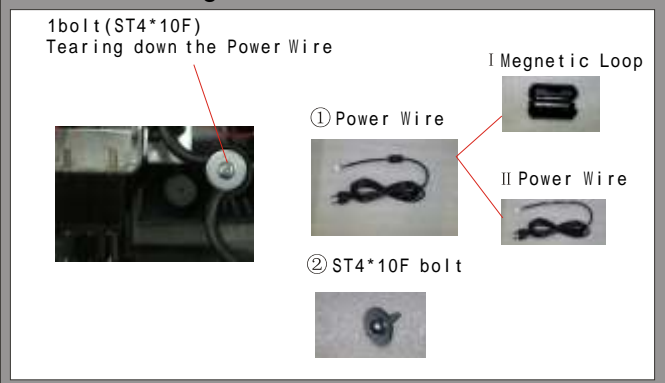 1bolt(ST4*10F)
Tearing down the Power Wire
Ⅰ Megnetic Loop
① Power Wire
Ⅱ Power Wire
② ST4*10F bolt